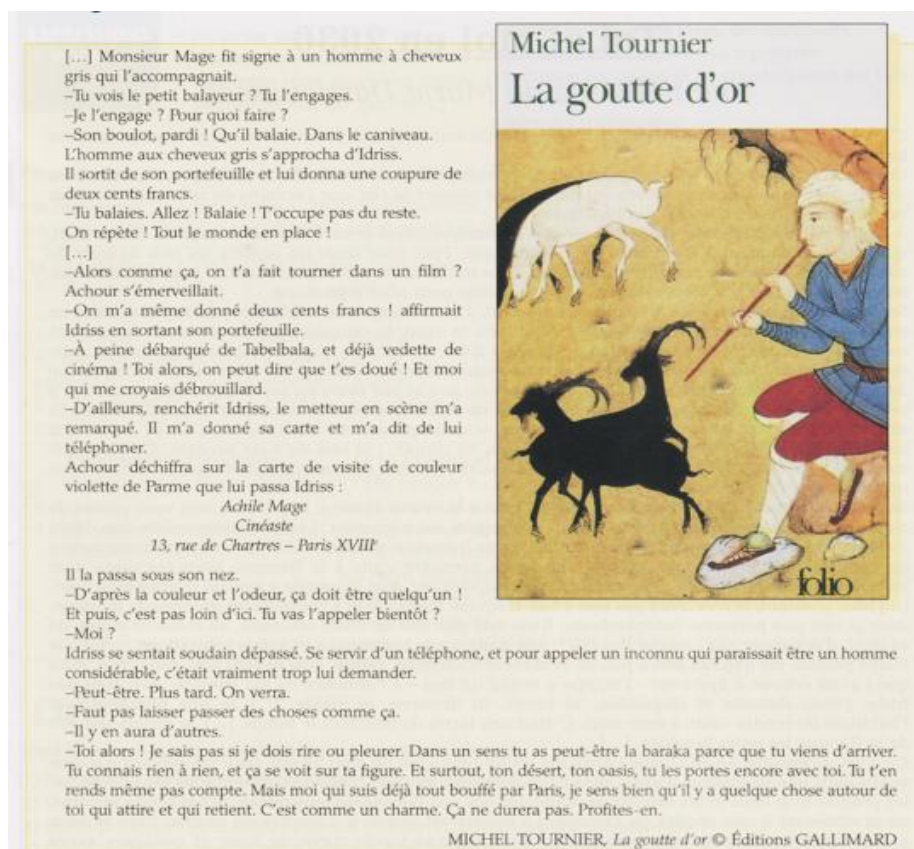 […] Monsieur Mage fit signe à un homme à cheveux
gris qui l'accompagnait.
–Tu vois le petit balayeur ? Tu l'engages.
–Je l'engage ? Pour quoi faire ?
–Son boulot, pardi ! Qu'il balaie. Dans le caniveau.
L'homme aux cheveux gris s'approcha d'Idriss.
Il sortit de son portefeuille et lui donna une coupure de
deux cents francs.
–Tu balaies. Allez ! Balaie ! T'occupe pas du reste.
On répète ! Tout le monde en place !
[…]
–Alors comme ça, on t'a fait tourner dans un film ?
Achour s'émerveillait.
–On m'a même donné deux cents francs ! affirmait
Idriss en sortant son portefeuille.
–À peine débarqué de Tabelbala, et déjà vedette de
cinéma ! Toi alors, on peut dire que t'es doué ! Et moi
qui me croyais débrouillard.
–D'ailleurs, renchérit Idriss, le metteur en scène m'a
remarqué. Il m'a donné sa carte et m'a dit de lui
téléphoner.
Achour déchiffra sur la carte de visite de couleur
violette de Parme que lui passa Idriss :
Achile Mage
Cinéaste
13, rue de Chartres – Paris XVIIIe
Il la passa sous son nez.
–D'après la couleur et l'odeur, ça doit être quelqu'un !
Et puis, c'est pas loin d'ici. Tu vas l'appeler bientôt ?
–Moi ?
Idriss se sentait soudain dépassé. Se servir d'un téléphone, et pour appeler un inconnu qui paraissait être un homme
considérable, c'était vraiment trop lui demander.
–Peut-être. Plus tard. On verra.
–Faut pas laisser passer des choses comme ça.
–Il y en aura d'autres.
–Toi alors ! Je sais pas si je dois rire ou pleurer. Dans un sens tu as peut-être la baraka parce que tu viens d'arriver.
Tu connais rien à rien, et ça se voit sur ta figure. Et surtout, ton désert, ton oasis, tu les portes encore avec toi. Tu t'en
rends même pas compte. Mais moi qui suis déjà tout bouffé par Paris, je sens bien qu'il y a quelque chose autour de
toi qui attire et qui retient. C'est comme un charme. Ça ne durera pas. Profites-en.
MICHEL TOURNIER, La goutte d'or © Éditions GALLIMARD
Michel Tournier
La goutte d'or
folio